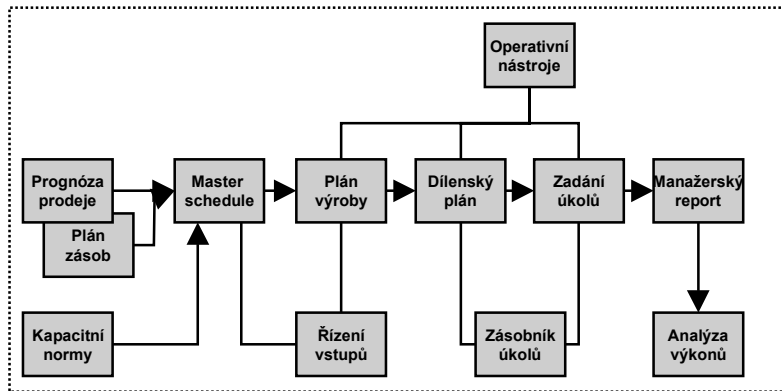 Operativní
nástroje
Prognóza
prodeje
Plán
zásob
Master
schedule
Plán
výroby
Dílenský
plán
Zadání
úkolů
Manažerský
report
Kapacitní
normy
Řízení
vstupů
Zásobník
úkolů
Analýza
výkonů